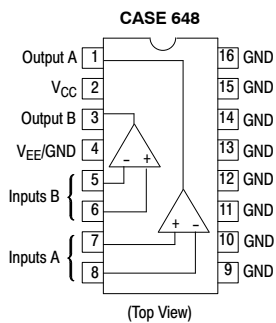 CASE 648
Output A 1 16 GND
VCC 2 15 GND
Output B 3 14 GND
VEE/GND 4 13 GND
Inputs B 5 - + 12 GND
6 11 GND
Inputs A 7 + - 10 GND
8 9 GND
(Top View)